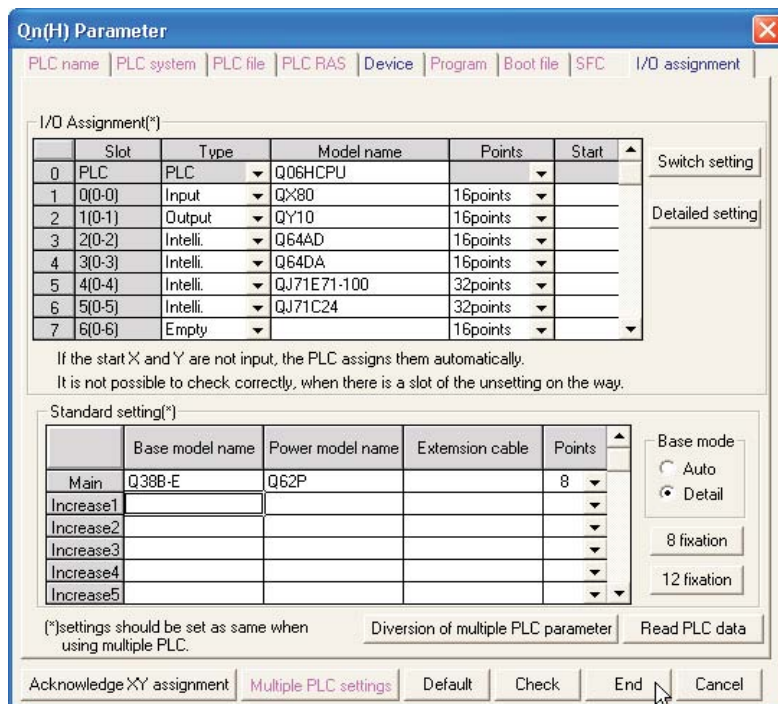 Qn(H) Parameter
PLC name PLC system PLC file PLC RAS Device Program Boot file SFC I/O assignment
I/O Assignment(*)
Slot Type Model name Points Start
0 PLC PLC Q06HCPU
1 0(0-0) Input QX80 16points
2 1(0-1) Output QY10 16points
3 2(0-2) Intelli. Q64AD 16points
4 3(0-3) Intelli. Q64DA 16points
5 4(0-4) Intelli. QJ71E71-100 32points
6 5(0-5) Intelli. QJ71C24 32points
7 6(0-6) Empty 16points
Switch setting
Detailed setting
If the start X and Y are not input, the PLC assigns them automatically.
It is not possible to check correctly, when there is a slot of the unsetting on the way.
Standard setting(*)
Base model name Power model name Extemsion cable Points
Main Q38B-E Q62P 8
Increase1
Increase2
Increase3
Increase4
Increase5
Base mode
Auto
Detail
8 fixation
12 fixation
(*)settings should be set as same when
using multiple PLC.
Diversion of multiple PLC parameter Read PLC data
Acknowledge XY assignment Multiple PLC settings Default Check End Cancel